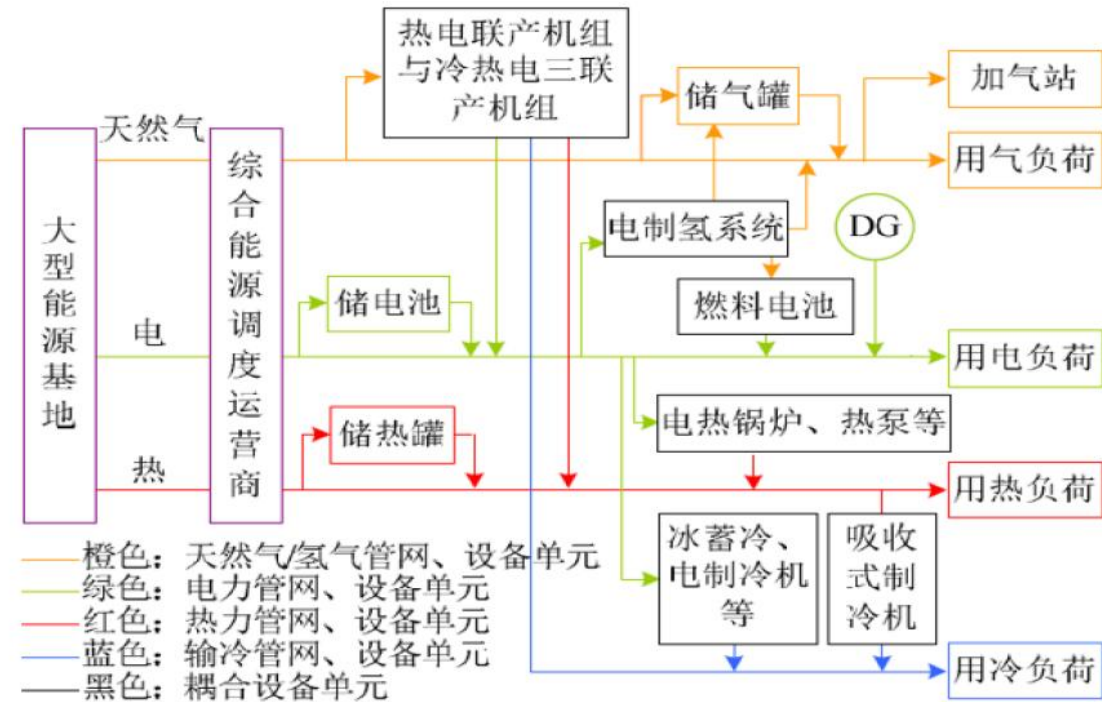 热电联产机组
与冷热电三联
产机组
储气罐
加气站
天然气
用气负荷
大型能源基地
综合能源调度运营商
电制氢系统
DG
储电池
燃料电池
电
用电负荷
储热罐
电热锅炉、热泵等
热
用热负荷
冰蓄冷、
电制冷机
等
吸收
式制
冷机
用冷负荷
橙色：天然气/氢气管网、设备单元
绿色：电力管网、设备单元
红色：热力管网、设备单元
蓝色：输冷管网、设备单元
黑色：耦合设备单元